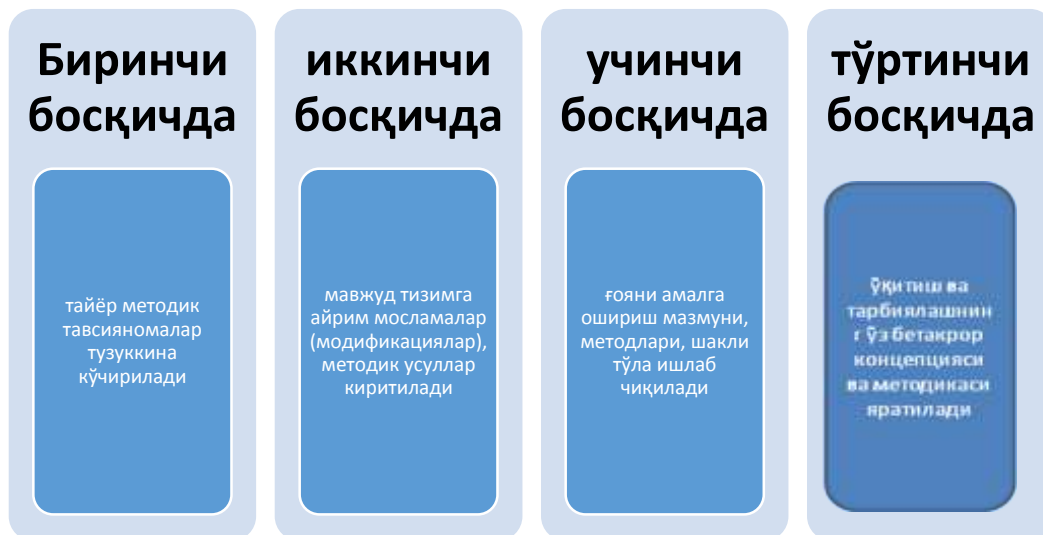 Биринчи
босқичда
тайёр методик
тавсияномалар
тузуккина
кўчирилади
иккинчи
босқичда
мавжуд тизимга
айрим мосламалар
(модификациялар),
методик усуллар
киритилади
учинчи
босқичда
ғояни амалга
ошириш мазмуни,
методлари, шакли
тўла ишлаб
чиқилади
тўртинчи
босқичда
ўқитиш ва
тарбиялашнин
г ўз бетакрор
концепцияси
ва методикаси
яратилади